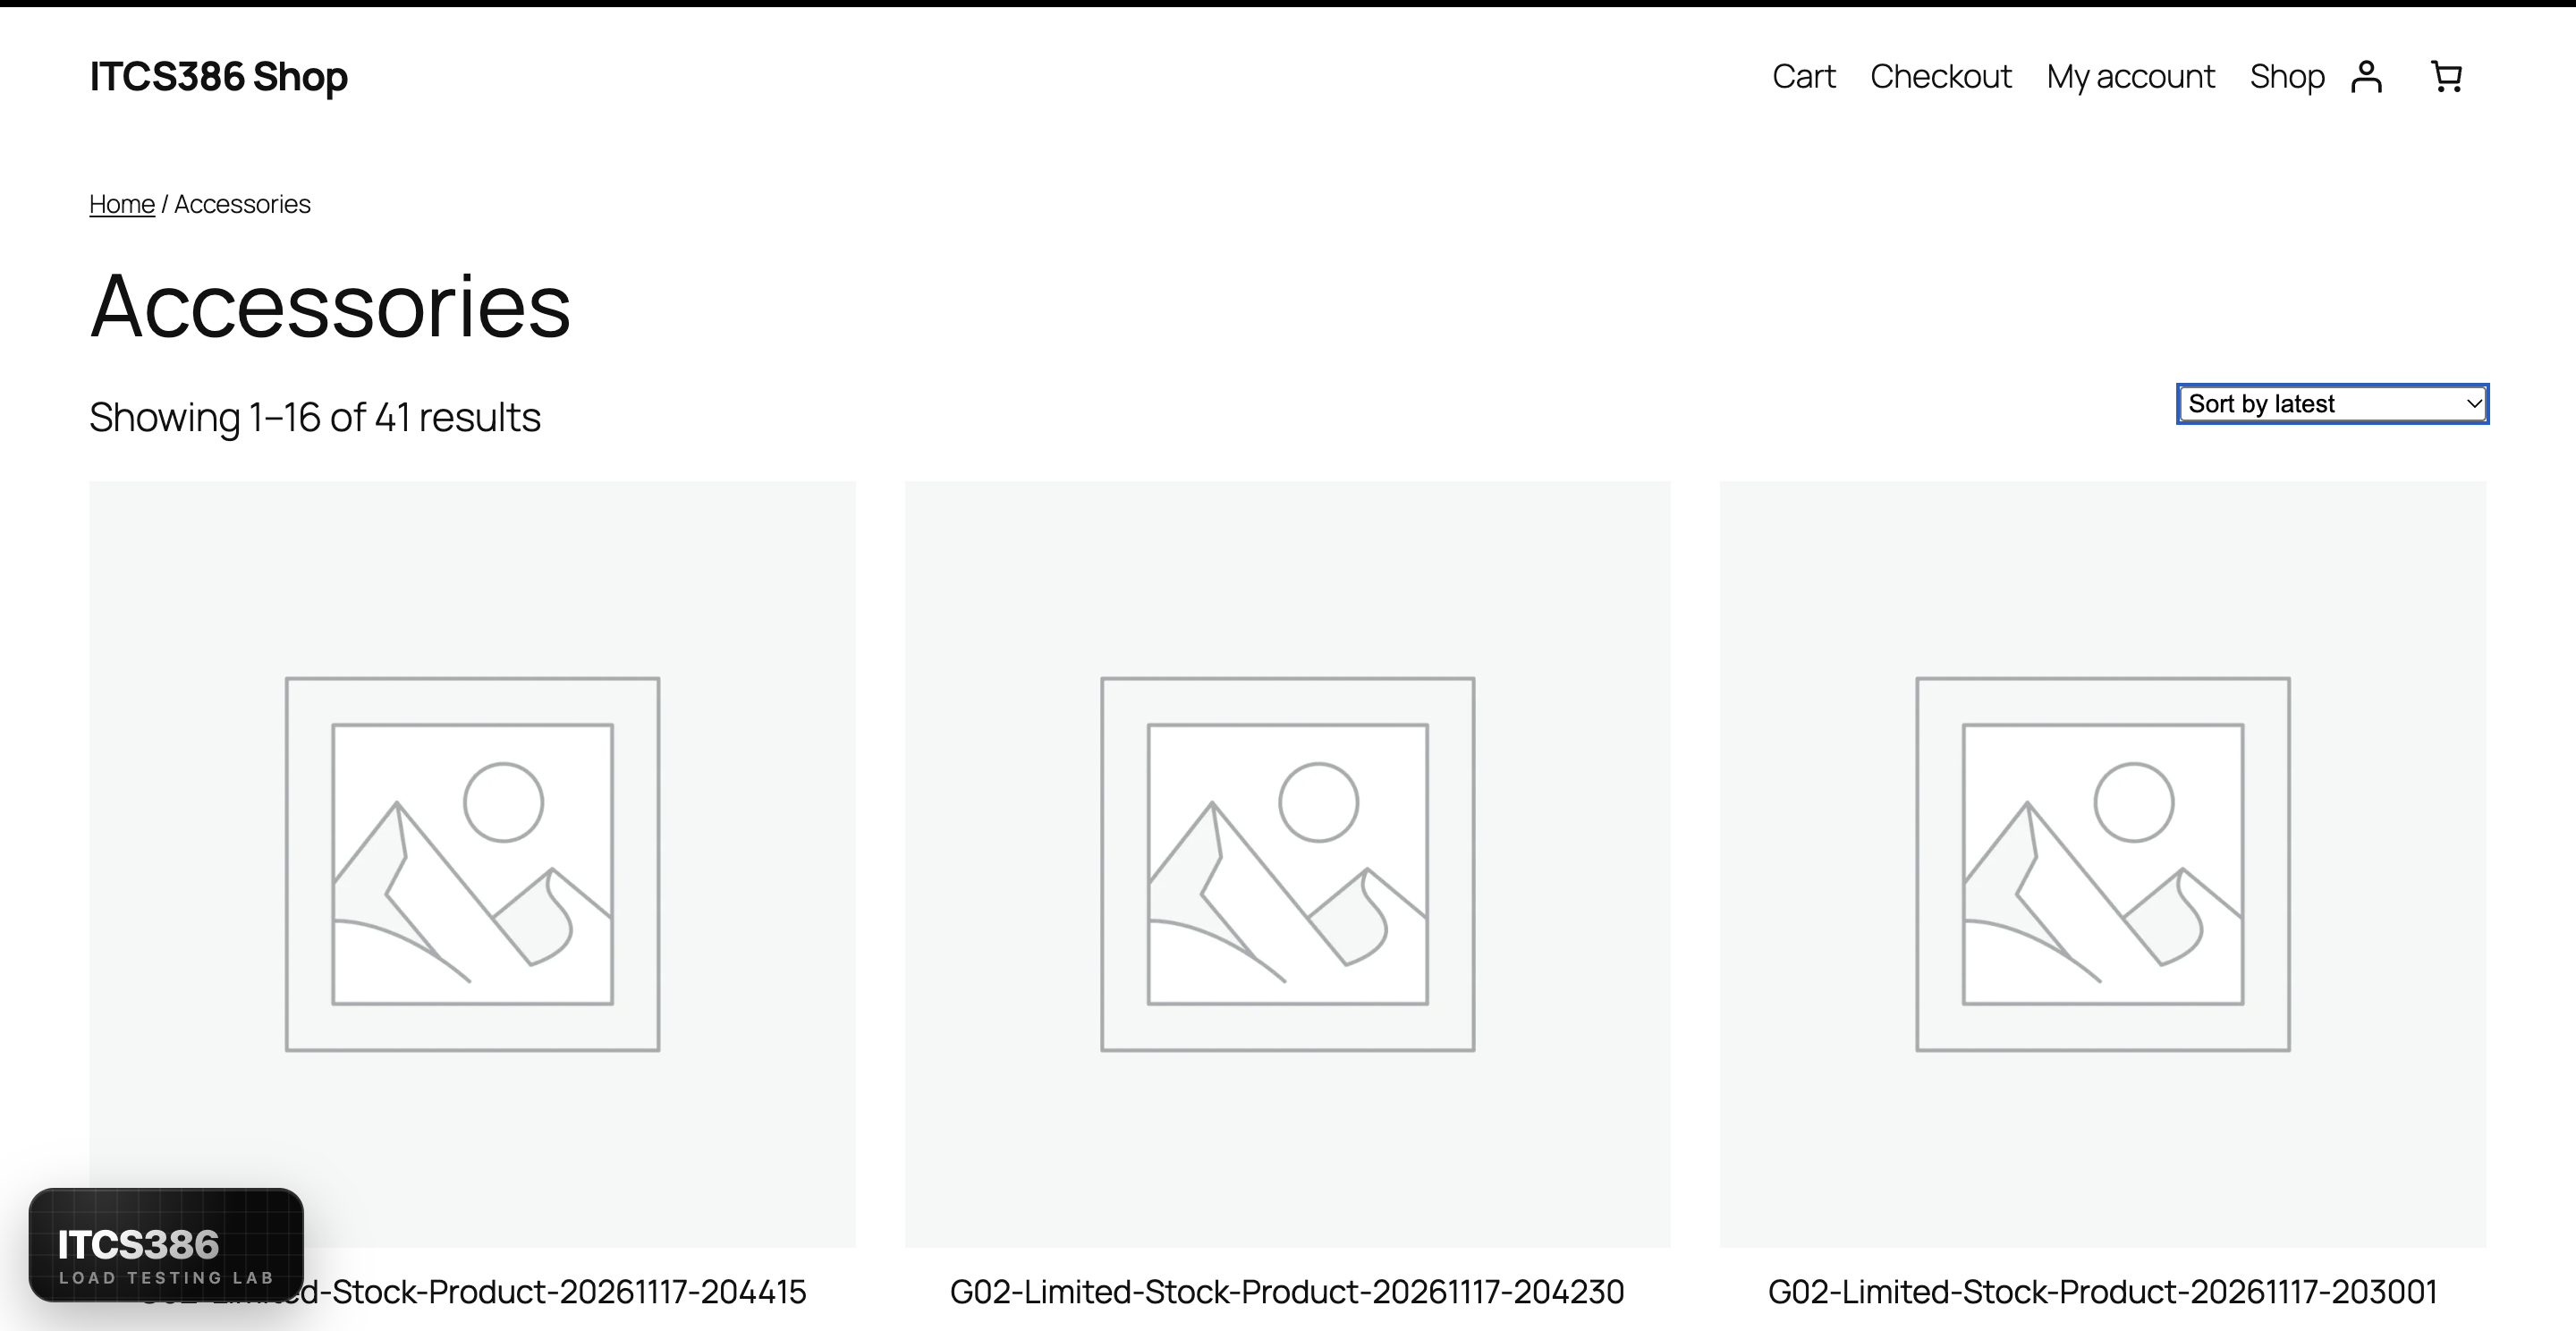 ITCS386 Shop
Cart Checkout My account Shop
Home / Accessories
Accessories
Showing 1–16 of 41 results
Sort by latest
ITCS386
LOAD TESTING LAB
d-Stock-Product-20261117-204415
G02-Limited-Stock-Product-20261117-204230
G02-Limited-Stock-Product-20261117-203001